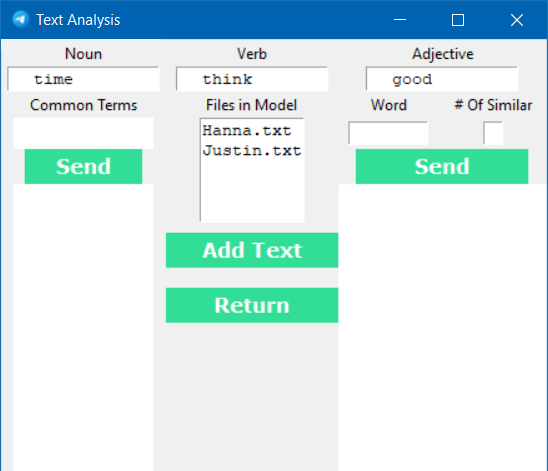 Text Analysis
Noun Verb Adjective
time think good
Common Terms Files in Model Word # Of Similar
Hanna.txt
Justin.txt
Send Send
Add Text
Return